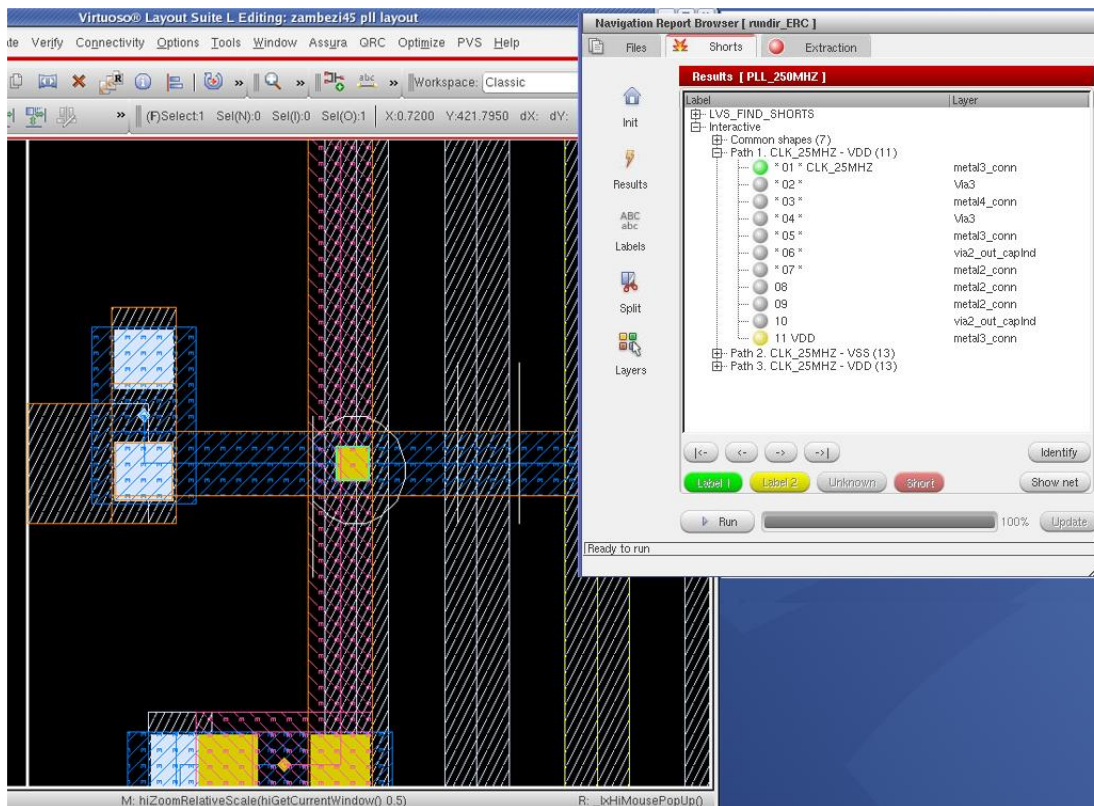 Virtuoso® Layout Suite L Editing: zambezi45 pll layout
Verify Connectivity Options Tools Window Assura QRC Optimize PVS Help
R » » abc » Workspace: Classic
» (F)Select:1 Sel(N):0 Sel(I):0 Sel(O):1 X:0.7200 Y:421.7950 dX: dY:
M: hiZoomRelativeScale(hiGetCurrentWindow() 0.5) R: _lxHiMousePopUp()
Navigation Report Browser [ rundir_ERC ]
Files Shorts Extraction
Results [ PLL_250MHZ ]
Init
Results
ABC
abc
Labels
Split
Layers
Label Layer
LVS_FIND_SHORTS
Interactive
Common shapes (7)
Path 1. CLK_25MHZ - VDD (11)
* 01 * CLK_25MHZ metal3_conn
* 02 * Via3
* 03 * metal4_conn
* 04 * Via3
* 05 * metal3_conn
* 06 * via2_out_capInd
* 07 * metal2_conn
08 metal2_conn
09 metal2_conn
10 via2_out_capInd
11 VDD metal3_conn
Path 2. CLK_25MHZ - VSS (13)
Path 3. CLK_25MHZ - VDD (13)
|<- <- -> ->| Identify
Label 1 Label 2 Unknown Short Show net
Run 100% Update
Ready to run